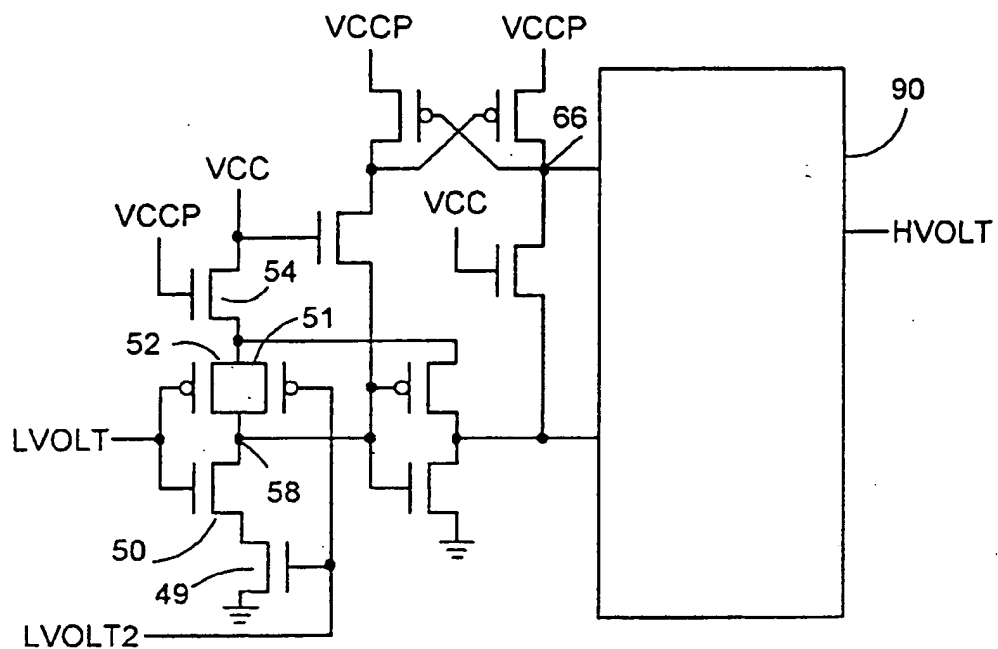 VCCP VCCP
90
66
VCC
VCC
VCCP
HVOLT
54
51
52
LVOLT
58
50
49
LVOLT2